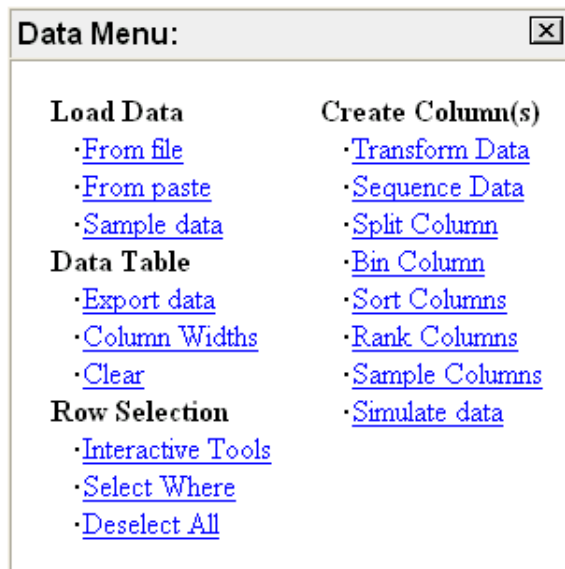 Data Menu:
Load Data
·From file
·From paste
·Sample data
Data Table
·Export data
·Column Widths
·Clear
Row Selection
·Interactive Tools
·Select Where
·Deselect All
Create Column(s)
·Transform Data
·Sequence Data
·Split Column
·Bin Column
·Sort Columns
·Rank Columns
·Sample Columns
·Simulate data